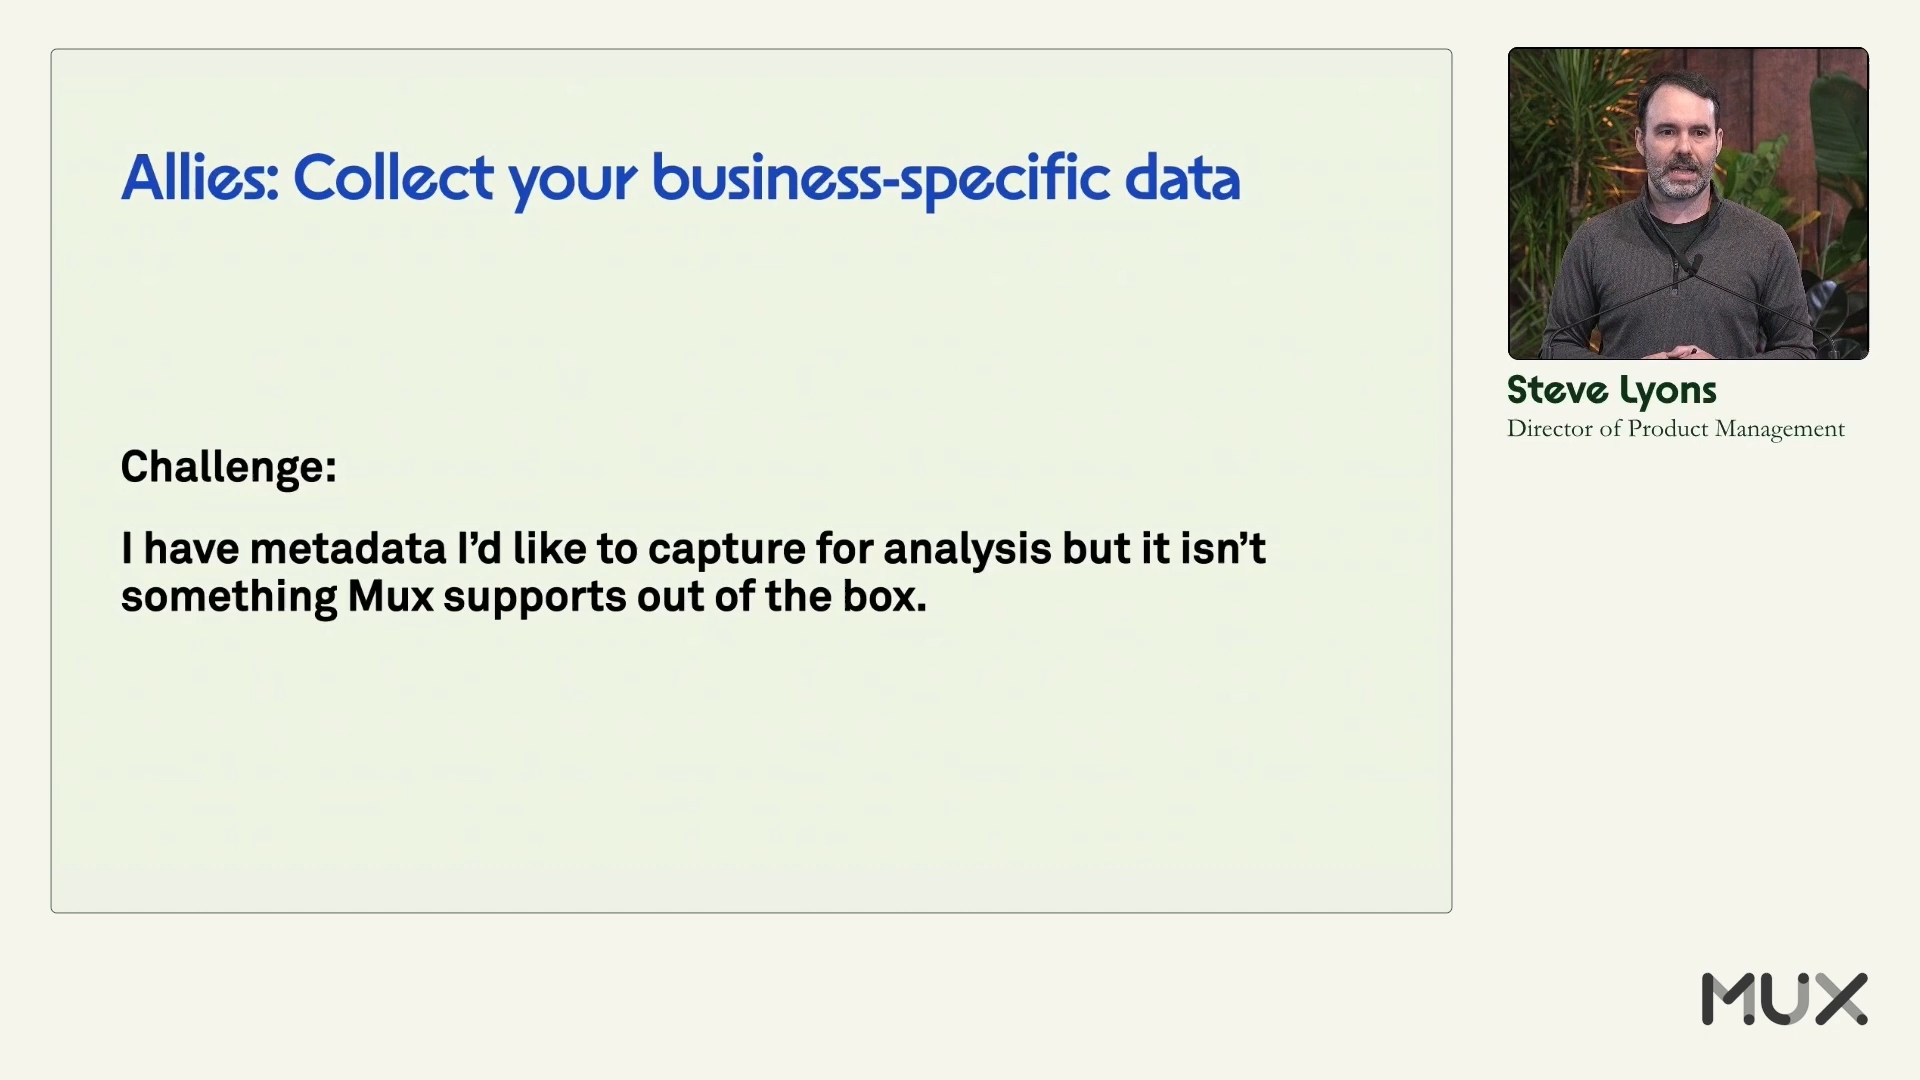 Allies: Collect your business-specific data
Challenge:
I have metadata I’d like to capture for analysis but it isn’t
something Mux supports out of the box.
Steve Lyons
Director of Product Management
MUX